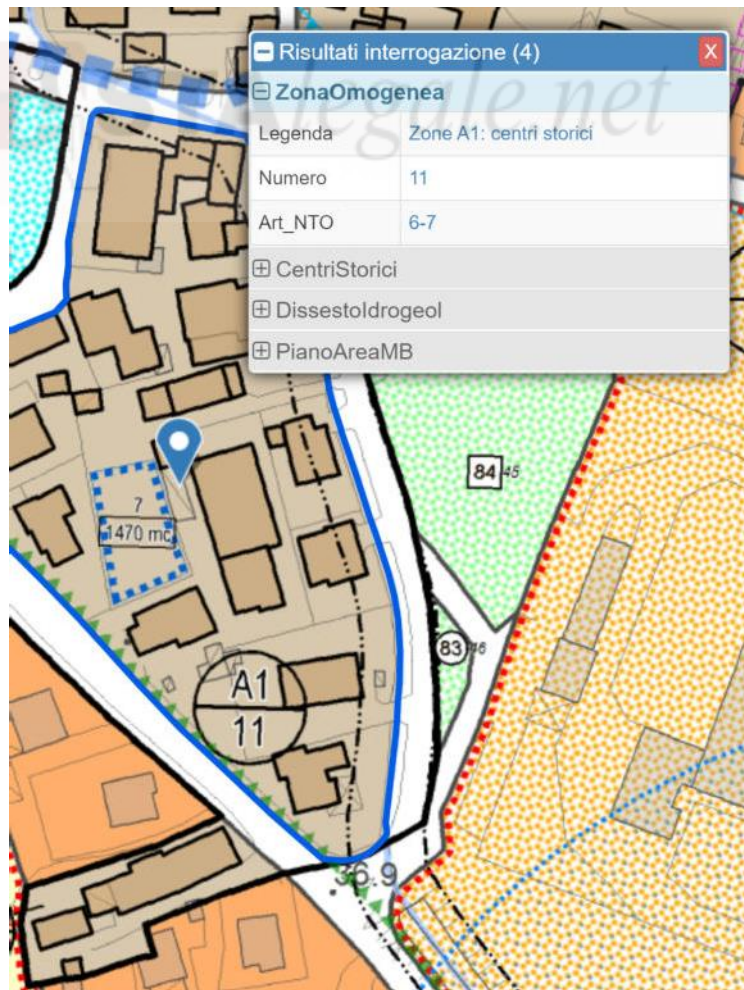 Risultati interrogazione (4)
X
ZonaOmogenea
Legenda Zone A1: centri storici
Numero 11
Art_NTO 6-7
CentriStorici
DissestoIdrogeol
PianoAreaMB
legale.net
84 45
7
1470 mc
83 46
A1
11
36.9